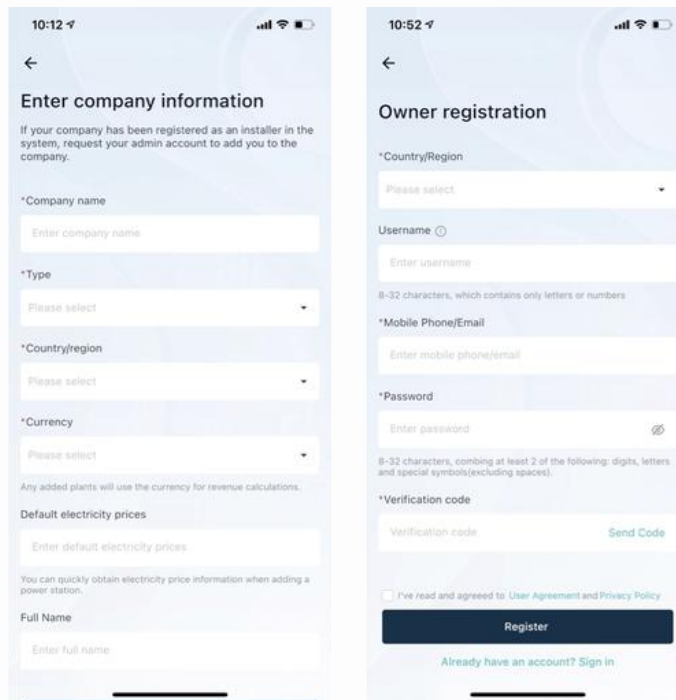 10:12
Enter company information
If your company has been registered as an installer in the
system, request your admin account to add you to the
company.
*Company name
Enter company name
*Type
Please select
*Country/region
Please select
*Currency
Please select
Any added plants will use the currency for revenue calculations.
Default electricity prices
Enter default electricity prices
You can quickly obtain electricity price information when adding a
power station.
Full Name
Enter full name
10:52
Owner registration
*Country/Region
Please select
Username
Enter username
8-32 characters, which contains only letters or numbers
*Mobile Phone/Email
Enter mobile phone/email
*Password
Enter password
8-32 characters, combing at least 2 of the following: digits, letters
and special symbols(excluding spaces).
*Verification code
Verification code Send Code
I've read and agreeed to User Agreement and Privacy Policy
Register
Already have an account? Sign in